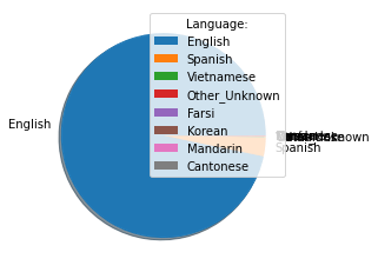 Language:
English
Spanish
Vietnamese
Other_Unknown
Farsi
Korean
Mandarin
Cantonese
English
Spanish